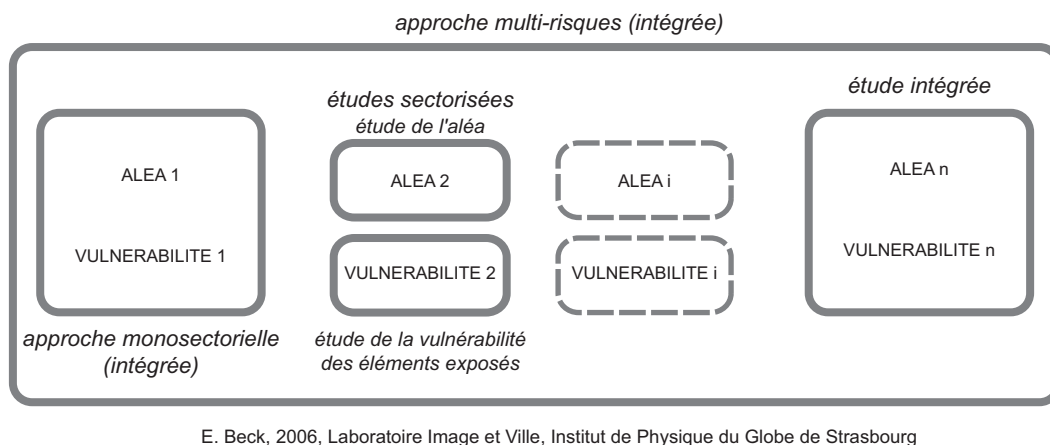 approche multi-risques (intégrée)
étude intégrée
études sectorisées
étude de l'aléa
ALEA 1
ALEA 2
ALEA i
ALEA n
VULNERABILITE 1
VULNERABILITE 2
VULNERABILITE i
VULNERABILITE n
approche monosectorielle
(intégrée)
étude de la vulnérabilité
des éléments exposés
E. Beck, 2006, Laboratoire Image et Ville, Institut de Physique du Globe de Strasbourg